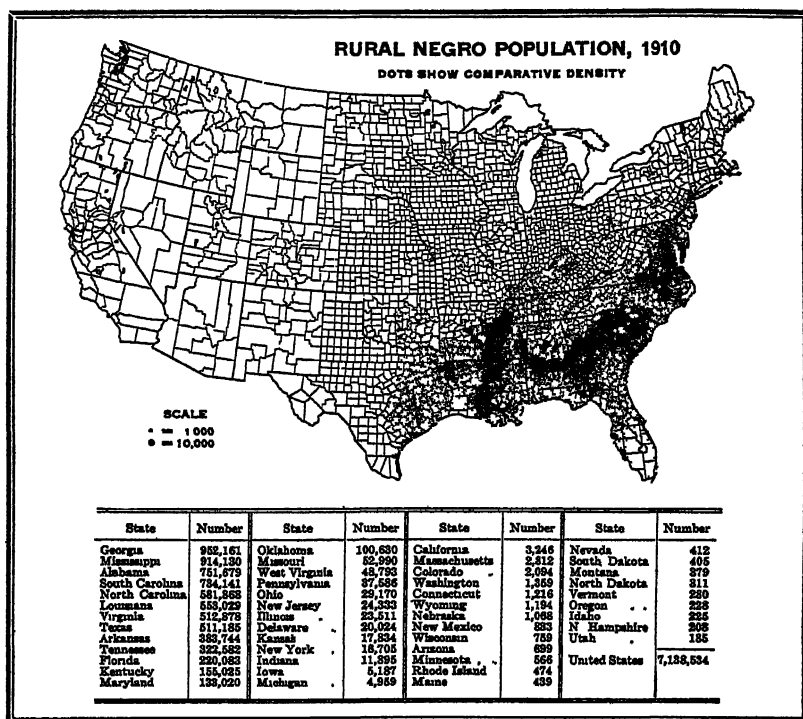 RURAL NEGRO POPULATION, 1910
DOTS SHOW COMPARATIVE DENSITY
SCALE
= 1 000
= 10,000
State Number State Number State Number State Number
Georgia 952,161 Oklahoma 100,630 California 3,246 Nevada 412
Mississippi 914,130 Missouri 52,990 Massachusetts 2,812 South Dakota 405
Alabama 751,679 West Virginia 48,793 Colorado 2,094 Montana 379
South Carolina 734,141 Pennsylvania 37,586 Washington 1,359 North Dakota 311
North Carolina 581,868 Ohio 29,170 Connecticut 1,216 Vermont 280
Louisiana 553,029 New Jersey 24,333 Wyoming 1,194 Oregon 228
Virginia 512,878 Illinois 23,511 Nebraska 1,068 Idaho 225
Texas 511,185 Delaware 20,024 New Mexico 833 N Hampshire 208
Arkansas 383,744 Kansas 17,834 Wisconsin 759 Utah 185
Tennessee 322,582 New York 16,705 Arizona 699
Florida 220,083 Indiana 11,895 Minnesota 566 United States 7,138,534
Kentucky 155,025 Iowa 5,187 Rhode Island 474
Maryland 133,020 Michigan 4,959 Maine 439